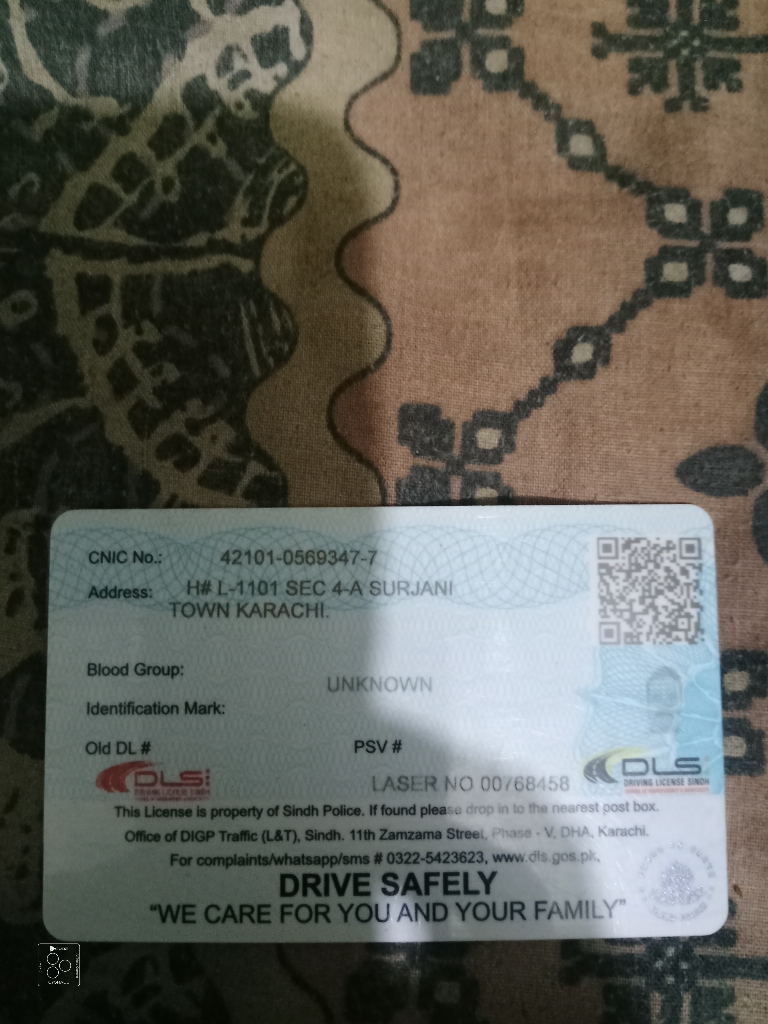 CNIC No.: 42101-0569347-7
Address: H# L-1101 SEC 4-A SURJANI
TOWN KARACHI.
Blood Group:
UNKNOWN
Identification Mark:
Old DL # PSV #
DLS
DRIVING LICENSE SINDH
DLS
DRIVING LICENSE SINDH
LASER NO 00768458
This License is property of Sindh Police. If found please drop in to the nearest post box.
Office of DIGP Traffic (L&T), Sindh. 11th Zamzama Street, Phase - V, DHA, Karachi.
For complaints/whatsapp/sms # 0322-5423623, www.dls.gos.pk,
DRIVE SAFELY
“WE CARE FOR YOU AND YOUR FAMILY”